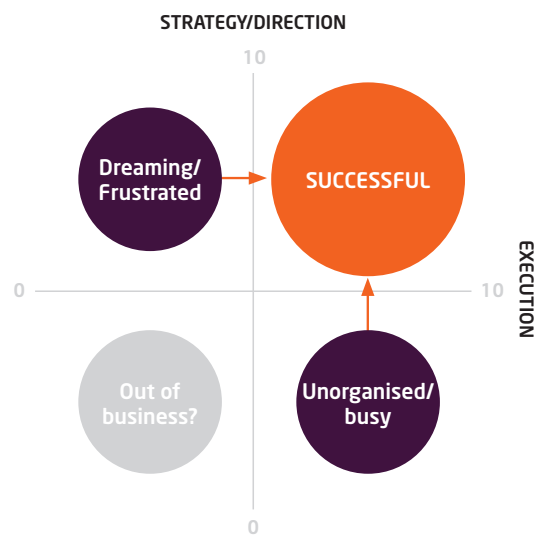 STRATEGY/DIRECTION
10
Dreaming/
Frustrated
SUCCESSFUL
0
10
EXECUTION
Out of
business?
Unorganised/
busy
0